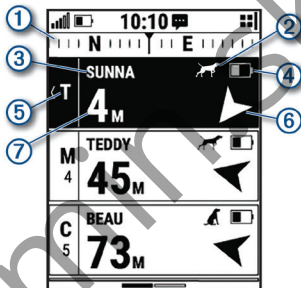 10:10
① N E ②
③ SUNNA ④
⑤ T 4M ⑥
⑦
TEDDY
M 4 45M
BEAU
C 5 73M